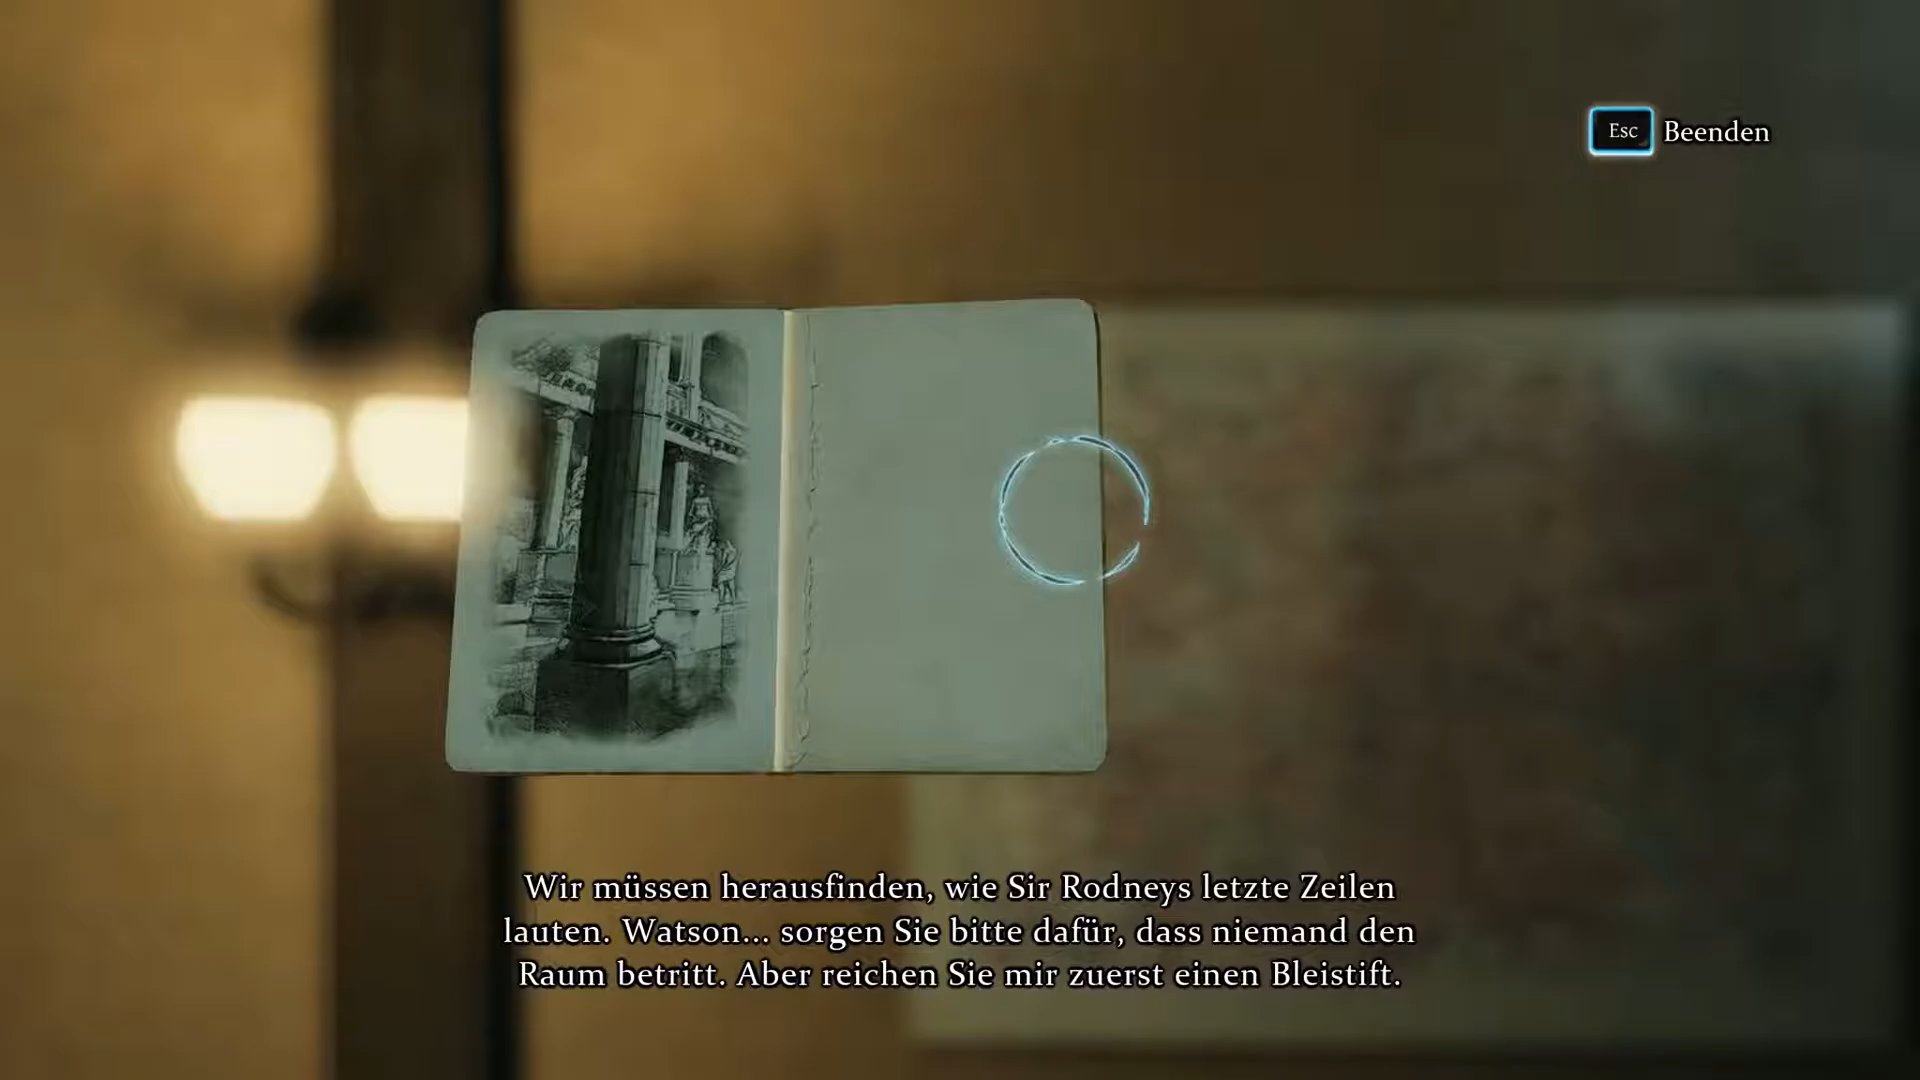 Esc Beenden
Wir müssen herausfinden, wie Sir Rodneys letzte Zeilen
lauten. Watson... sorgen Sie bitte dafür, dass niemand den
Raum betritt. Aber reichen Sie mir zuerst einen Bleistift.